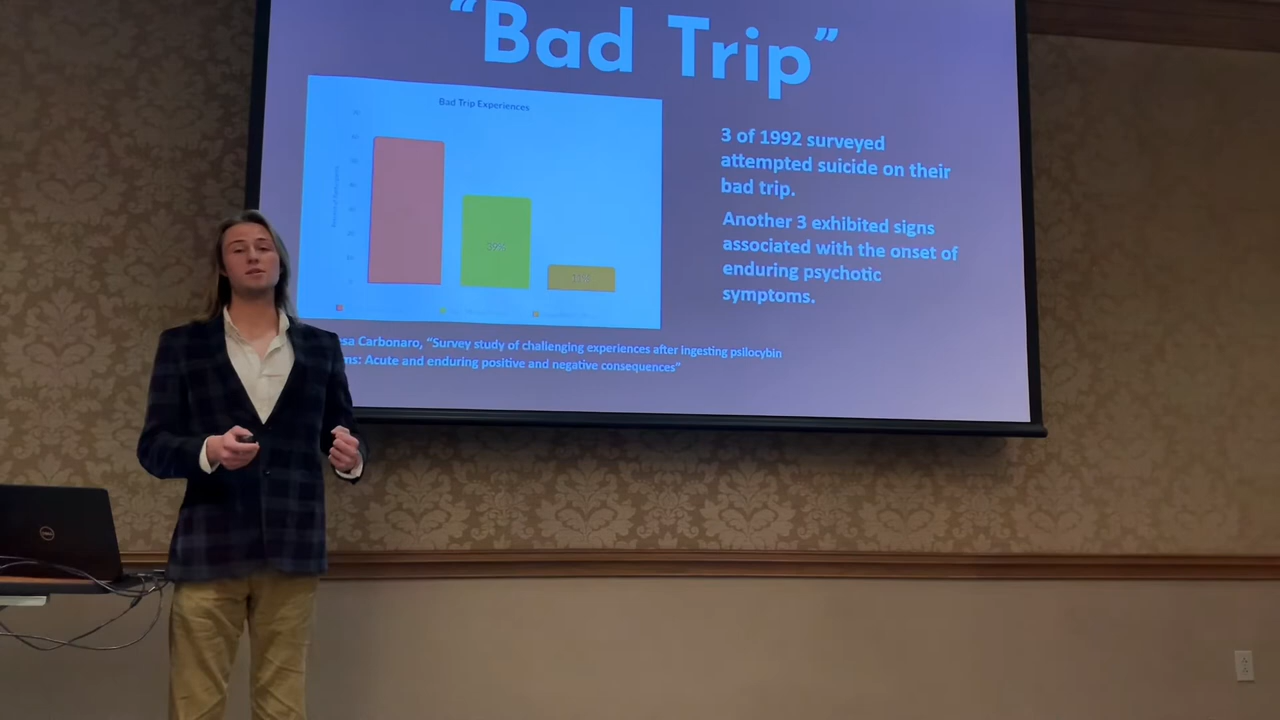 “Bad Trip”
Bad Trip Experiences
39%
3 of 1992 surveyed
attempted suicide on their
bad trip.
Another 3 exhibited signs
associated with the onset of
enduring psychotic
symptoms.
Carbonaro, “Survey study of challenging experiences after ingesting psilocybin
Acute and enduring positive and negative consequences”
DELL